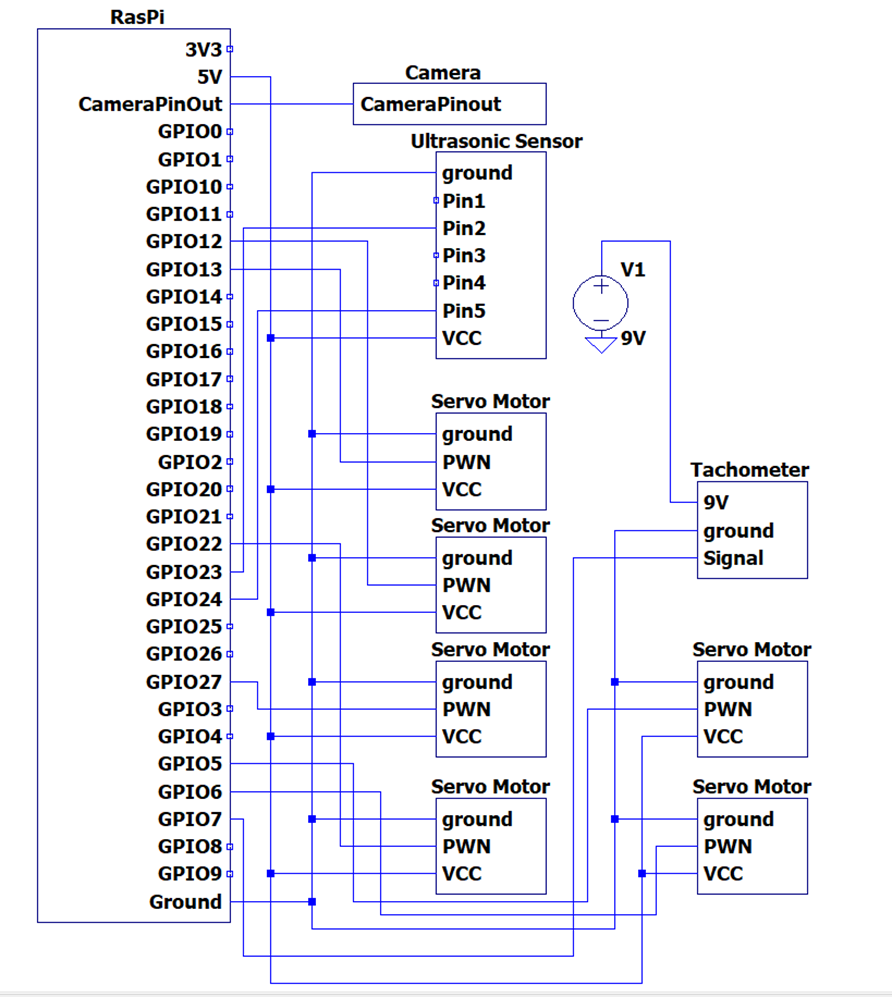 RasPi
3V3
5V
CameraPinOut
GPIO0
GPIO1
GPIO10
GPIO11
GPIO12
GPIO13
GPIO14
GPIO15
GPIO16
GPIO17
GPIO18
GPIO19
GPIO2
GPIO20
GPIO21
GPIO22
GPIO23
GPIO24
GPIO25
GPIO26
GPIO27
GPIO3
GPIO4
GPIO5
GPIO6
GPIO7
GPIO8
GPIO9
Ground
Camera
CameraPinout
Ultrasonic Sensor
ground
Pin1
Pin2
Pin3
Pin4
Pin5
VCC
Servo Motor
ground
PWN
VCC
Servo Motor
ground
PWN
VCC
Servo Motor
ground
PWN
VCC
Servo Motor
ground
PWN
VCC
V1
+
−
9V
Tachometer
9V
ground
Signal
Servo Motor
ground
PWN
VCC
Servo Motor
ground
PWN
VCC